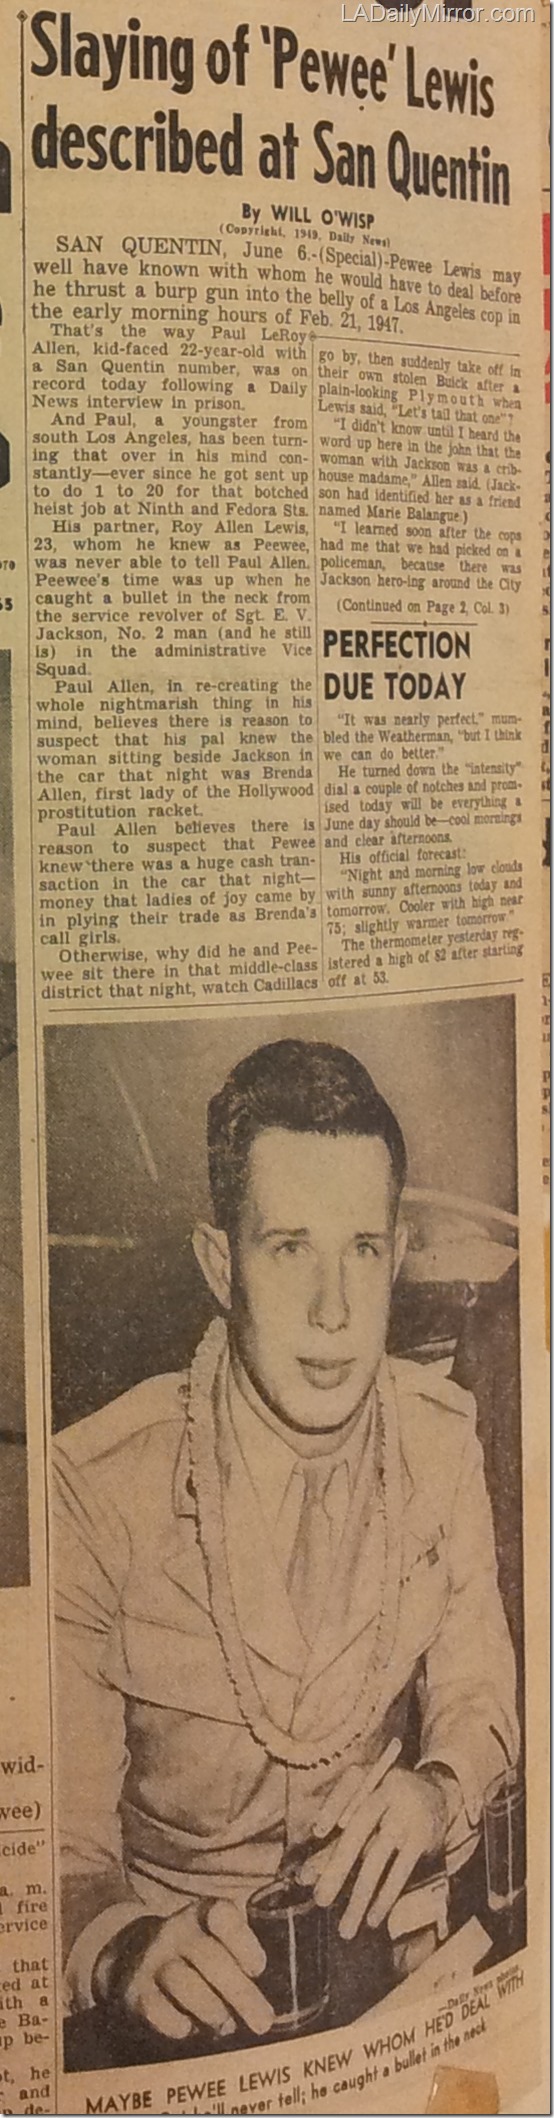 LADailyMirror.com
Slaying of 'Pewee' Lewis
described at San Quentin
By WILL O'WISP
(Copyright, 1949, Daily News)
SAN QUENTIN, June 6.-(Special)-Pewee Lewis may
well have known with whom he would have to deal before
he thrust a burp gun into the belly of a Los Angeles cop in
the early morning hours of Feb. 21, 1947.
That's the way Paul LeRoy
Allen, kid-faced 22-year-old with
a San Quentin number, was on
record today following a Daily
News interview in prison.
And Paul, a youngster from
south Los Angeles, has been turn-
ing that over in his mind con-
stantly—ever since he got sent up
to do 1 to 20 for that botched
heist job at Ninth and Fedora Sts.
His partner, Roy Allen Lewis,
23, whom he knew as Peewee,
was never able to tell Paul Allen.
Peewee's time was up when he
caught a bullet in the neck from
the service revolver of Sgt. E. V.
Jackson, No. 2 man (and he still
is) in the administrative Vice
Squad.
Paul Allen, in re-creating the
whole nightmarish thing in his
mind, believes there is reason to
suspect that his pal knew the
woman sitting beside Jackson in
the car that night was Brenda
Allen, first lady of the Hollywood
prostitution racket.
Paul Allen believes there is
reason to suspect that Pewee
knew there was a huge cash tran-
saction in the car that night—
money that ladies of joy came by
in plying their trade as Brenda's
call girls.
Otherwise, why did he and Pee-
wee sit there in that middle-class
district that night, watch Cadillacs
go by, then suddenly take off in
their own stolen Buick after a
plain-looking Plymouth when
Lewis said, "Let's tail that one"?
"I didn't know until I heard the
word up here in the john that the
woman with Jackson was a crib-
house madame," Allen said. (Jack-
son had identified her as a friend
named Marie Balangue.)
"I learned soon after the cops
had me that we had picked on a
policeman, because there was
Jackson hero-ing around the City
(Continued on Page 2, Col. 3)
PERFECTION
DUE TODAY
"It was nearly perfect," mum-
bled the Weatherman, "but I think
we can do better."
He turned down the "intensity"
dial a couple of notches and prom-
ised today will be everything a
June day should be—cool mornings
and clear afternoons.
His official forecast:
"Night and morning low clouds
with sunny afternoons today and
tomorrow. Cooler with high near
75; slightly warmer tomorrow."
The thermometer yesterday reg-
istered a high of 82 after starting
off at 53.
—Daily News photos
MAYBE PEWEE LEWIS KNEW WHOM HE'D DEAL WITH
he'll never tell; he caught a bullet in the neck
wid-
wee)
cide"
a. m.
fire
ervice
that
ed at
ith a
Ba-
up be-
he
and
de-